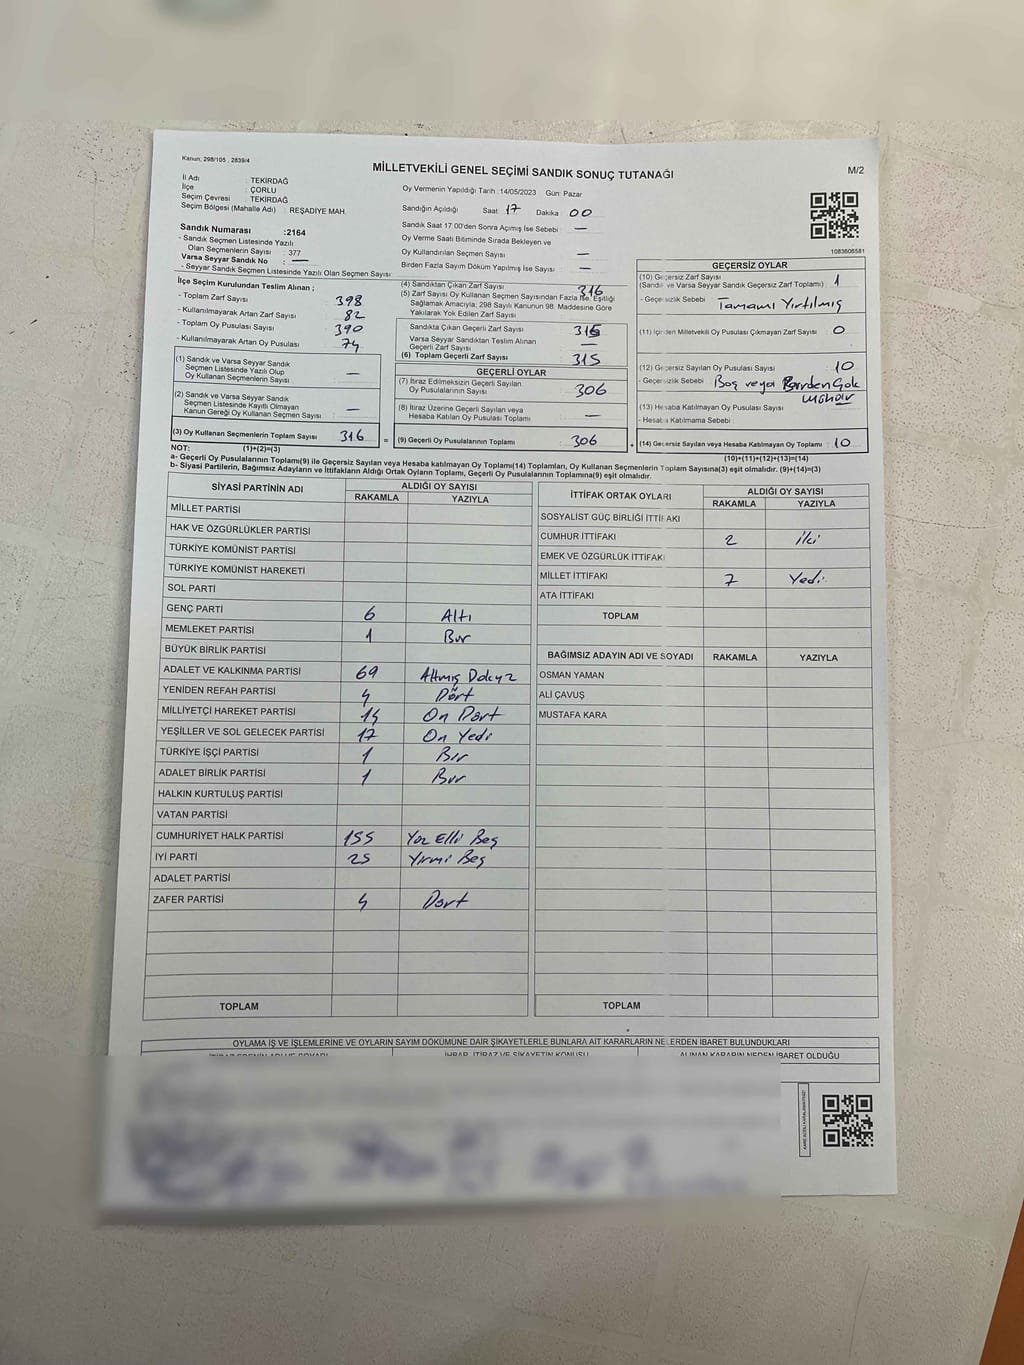 Kanun, 298/105 , 2839/4
MİLLETVEKİLİ GENEL SEÇİMİ SANDIK SONUÇ TUTANAĞI
M/2
İl Adı : TEKİRDAĞ
İlçe : ÇORLU
Seçim Çevresi : TEKİRDAĞ
Seçim Bölgesi (Mahalle Adı) : REŞADİYE MAH.
Sandık Numarası :2164
- Sandık Seçmen Listesinde Yazılı
Olan Seçmenlerin Sayısı : 377
Varsa Seyyar Sandık No : —
- Seyyar Sandık Seçmen Listesinde Yazılı Olan Seçmen Sayısı :
Oy Vermenin Yapıldığı Tarih :14/05/2023 Gün: Pazar
Sandığın Açıldığı Saat 17 Dakika 00
Sandık Saat 17:00'den Sonra Açımış İse Sebebi —
Oy Verme Saati Bitiminde Sırada Bekleyen ve
Oy Kullandırılan Seçmen Sayısı —
Birden Fazla Sayım Döküm Yapılmış İse Sayısı —
1083606581
İlçe Seçim Kurulundan Teslim Alınan ;
- Toplam Zarf Sayısı 398
- Kullanılmayarak Artan Zarf Sayısı 82
- Toplam Oy Pusulası Sayısı 390
- Kullanılmayarak Artan Oy Pusulası 74
(1) Sandık ve Varsa Seyyar Sandık
Seçmen Listesinde Yazılı Olup
Oy Kullanan Seçmenlerin Sayısı —
(2) Sandık ve Varsa Seyyar Sandık
Seçmen Listesinde Kayıtlı Olmayan
Kanun Gereği Oy Kullanan Seçmen Sayısı —
(3) Oy Kullanan Seçmenlerin Toplam Sayısı 316
(1)+(2)=(3)
(4) Sandıktan Çıkan Zarf Sayısı 316
(5) Zarf Sayısı Oy Kullanan Seçmen Sayısından Fazla İse, Eşitliği
Sağlamak Amacıyla; 298 Sayılı Kanunun 98. Maddesine Göre
Yakılarak Yok Edilen Zarf Sayısı
Sandıkta Çıkan Geçerli Zarf Sayısı 315
Varsa Seyyar Sandıktan Teslim Alınan
Geçerli Zarf Sayısı —
(6) Toplam Geçerli Zarf Sayısı 315
GEÇERLİ OYLAR
(7) İtiraz Edilmeksizin Geçerli Sayılan
Oy Pusulalarının Sayısı 306
(8) İtiraz Üzerine Geçerli Sayılan veya
Hesaba Katılan Oy Pusulası Toplamı —
= (9) Geçerli Oy Pusulalarının Toplamı 306
GEÇERSİZ OYLAR
(10) Geçersiz Zarf Sayısı 1
(Sandık ve Varsa Seyyar Sandık Geçersiz Zarf Toplamı)
- Geçersizlik Sebebi : Tamamı Yırtılmış
(11) İçinden Milletvekili Oy Pusulası Çıkmayan Zarf Sayısı 0
(12) Geçersiz Sayılan Oy Pusulası Sayısı 10
- Geçersizlik Sebebi : Boş veya Birden Çok
(13) Hesaba Katılmayan Oy Pusulası Sayısı
- Hesaba Katılmama Sebebi :
+ (14) Geçersiz Sayılan veya Hesaba Katılmayan Oy Toplamı 10
(10)+(11)+(12)+(13)=(14)
NOT:
a- Geçerli Oy Pusulalarının Toplamı(9) ile Geçersiz Sayılan veya Hesaba katılmayan Oy Toplamı(14) Toplamları, Oy Kullanan Seçmenlerin Toplam Sayısına(3) eşit olmalıdır. (9)+(14)=(3)
b- Siyasi Partilerin, Bağımsız Adayların ve İttifakların Aldığı Ortak Oyların Toplamı, Geçerli Oy Pusulalarının Toplamına(9) eşit olmalıdır.
SİYASİ PARTİNİN ADI ALDIĞI OY SAYISI
RAKAMLA YAZIYLA
MİLLET PARTİSİ
HAK VE ÖZGÜRLÜKLER PARTİSİ
TÜRKİYE KOMÜNİST PARTİSİ
TÜRKİYE KOMÜNİST HAREKETİ
SOL PARTİ
GENÇ PARTİ 6 Altı
MEMLEKET PARTİSİ 1 Bir
BÜYÜK BİRLİK PARTİSİ
ADALET VE KALKINMA PARTİSİ 69 Altmış Dokuz
YENİDEN REFAH PARTİSİ 4 Dört
MİLLİYETÇİ HAREKET PARTİSİ 14 On Dört
YEŞİLLER VE SOL GELECEK PARTİSİ 17 On Yedi
TÜRKİYE İŞÇİ PARTİSİ 1 Bir
ADALET BİRLİK PARTİSİ 1 Bir
HALKIN KURTULUŞ PARTİSİ
VATAN PARTİSİ
CUMHURİYET HALK PARTİSİ 155 Yüz Elli Beş
İYİ PARTİ 25 Yirmi Beş
ADALET PARTİSİ
ZAFER PARTİSİ 4 Dört
TOPLAM
İTTİFAK ORTAK OYLARI ALDIĞI OY SAYISI
RAKAMLA YAZIYLA
SOSYALİST GÜÇ BİRLİĞİ İTTİFAKI
CUMHUR İTTİFAKI 2 İki
EMEK VE ÖZGÜRLÜK İTTİFAKI
MİLLET İTTİFAKI 7 Yedi
ATA İTTİFAKI
TOPLAM
BAĞIMSIZ ADAYIN ADI VE SOYADI RAKAMLA YAZIYLA
OSMAN YAMAN
ALİ ÇAVUŞ
MUSTAFA KARA
TOPLAM
OYLAMA İŞ VE İŞLEMLERİNE VE OYLARIN SAYIM DÖKÜMÜNE DAİR ŞİKAYETLERLE BUNLARA AİT KARARLARIN NELERDEN İBARET BULUNDUKLARI
İHBAR, İTİRAZ VE ŞİKAYETİN KONUSU ALINAN KARARIN NEDEN İBARET OLDUĞU